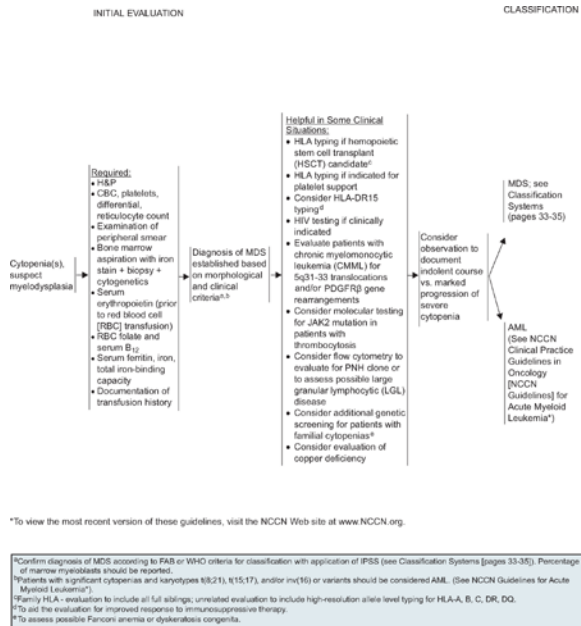 INITIAL EVALUATION
CLASSIFICATION
Cytopenia(s),
suspect
myelodysplasia
Required:
• H&P
• CBC, platelets,
differential,
reticulocyte count
• Examination of
peripheral smear
• Bone marrow
aspiration with iron
stain + biopsy +
cytogenetics
• Serum
erythropoietin (prior
to red blood cell
[RBC] transfusion)
• RBC folate and
serum B12
• Serum ferritin, iron,
total iron-binding
capacity
• Documentation of
transfusion history
Diagnosis of MDS
established based
on morphological
and clinical
criteriaa,b
Helpful in Some Clinical
Situations:
• HLA typing if hemopoietic
stem cell transplant
(HSCT) candidatec
• HLA typing if indicated for
platelet support
• Consider HLA-DR15
typingd
• HIV testing if clinically
indicated
• Evaluate patients with
chronic myelomonocytic
leukemia (CMML) for
5q31-33 translocations
and/or PDGFRβ gene
rearrangements
• Consider molecular testing
for JAK2 mutation in
patients with
thrombocytosis
• Consider flow cytometry to
evaluate for PNH clone or
to assess possible large
granular lymphocytic (LGL)
disease
• Consider additional genetic
screening for patients with
familial cytopeniase
• Consider evaluation of
copper deficiency
Consider
observation to
document
indolent course
vs. marked
progression of
severe
cytopenia
MDS; see
Classification
Systems
(pages 33-35)
AML
(See NCCN
Clinical Practice
Guidelines in
Oncology
[NCCN
Guidelines] for
Acute Myeloid
Leukemia*)
*To view the most recent version of these guidelines, visit the NCCN Web site at www.NCCN.org.
aConfirm diagnosis of MDS according to FAB or WHO criteria for classification with application of IPSS (see Classification Systems [pages 33-35]). Percentage
of marrow myeloblasts should be reported.
bPatients with significant cytopenias and karyotypes t(8;21), t(15;17), and/or inv(16) or variants should be considered AML. (See NCCN Guidelines for Acute
Myeloid Leukemia*).
cFamily HLA - evaluation to include all full siblings; unrelated evaluation to include high-resolution allele level typing for HLA-A, B, C, DR, DQ.
dTo aid the evaluation for improved response to immunosuppressive therapy.
eTo assess possible Fanconi anemia or dyskeratosis congenita.